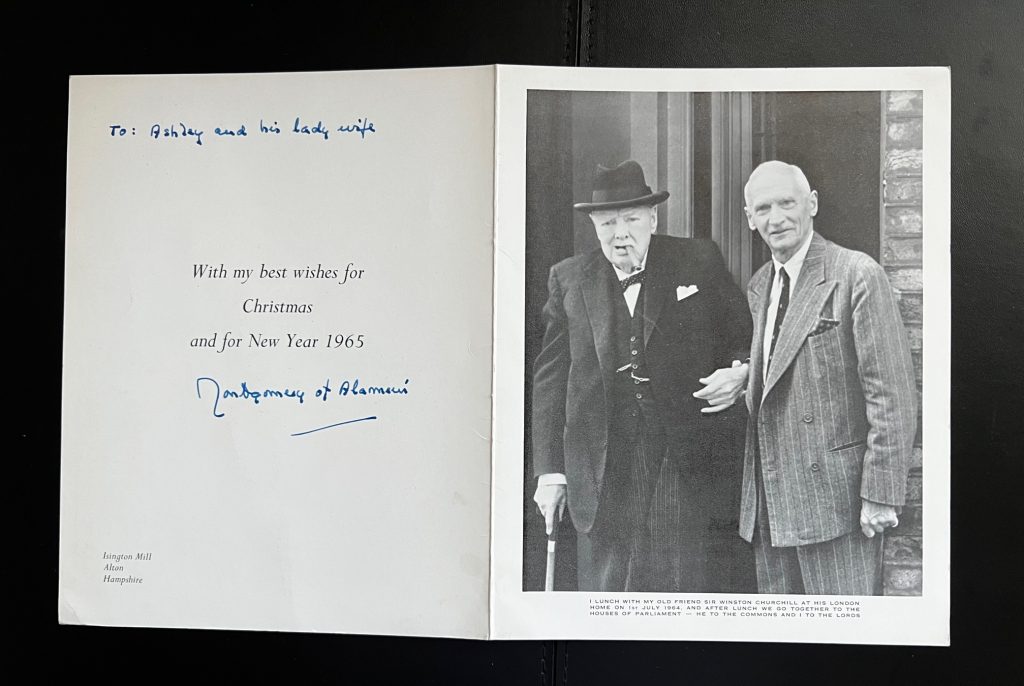 To: Ashley and his lady wife
With my best wishes for
Christmas
and for New Year 1965
Montgomery of Alamein
Isington Mill
Alton
Hampshire
I LUNCH WITH MY OLD FRIEND SIR WINSTON CHURCHILL AT HIS LONDON
HOME ON 1ST JULY 1964, AND AFTER LUNCH WE GO TOGETHER TO THE
HOUSES OF PARLIAMENT — HE TO THE COMMONS AND I TO THE LORDS